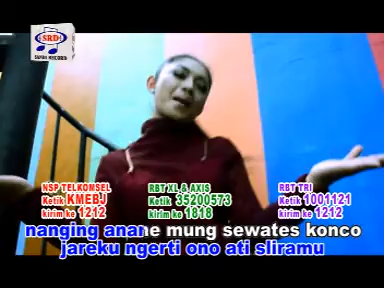 SRD
SURYA RECORD
NSP TELKOMSEL
Ketik KMEBJ
kirim ke 1212
RBT XL & AXIS
Ketik 35200573
kirim ke 1818
RBT TRI
Ketik 1001121
kirim ke 1212
nanging anane mung sewates konco
jareku ngerti ono ati sliramu